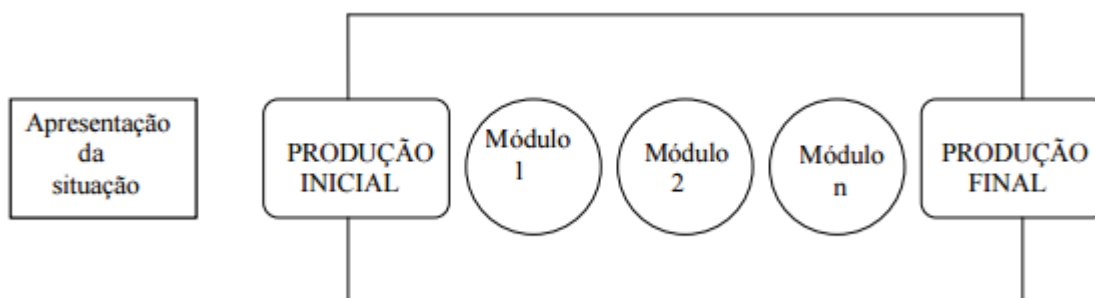 Apresentação
da
situação
PRODUÇÃO
INICIAL
Módulo
1
Módulo
2
Módulo
n
PRODUÇÃO
FINAL